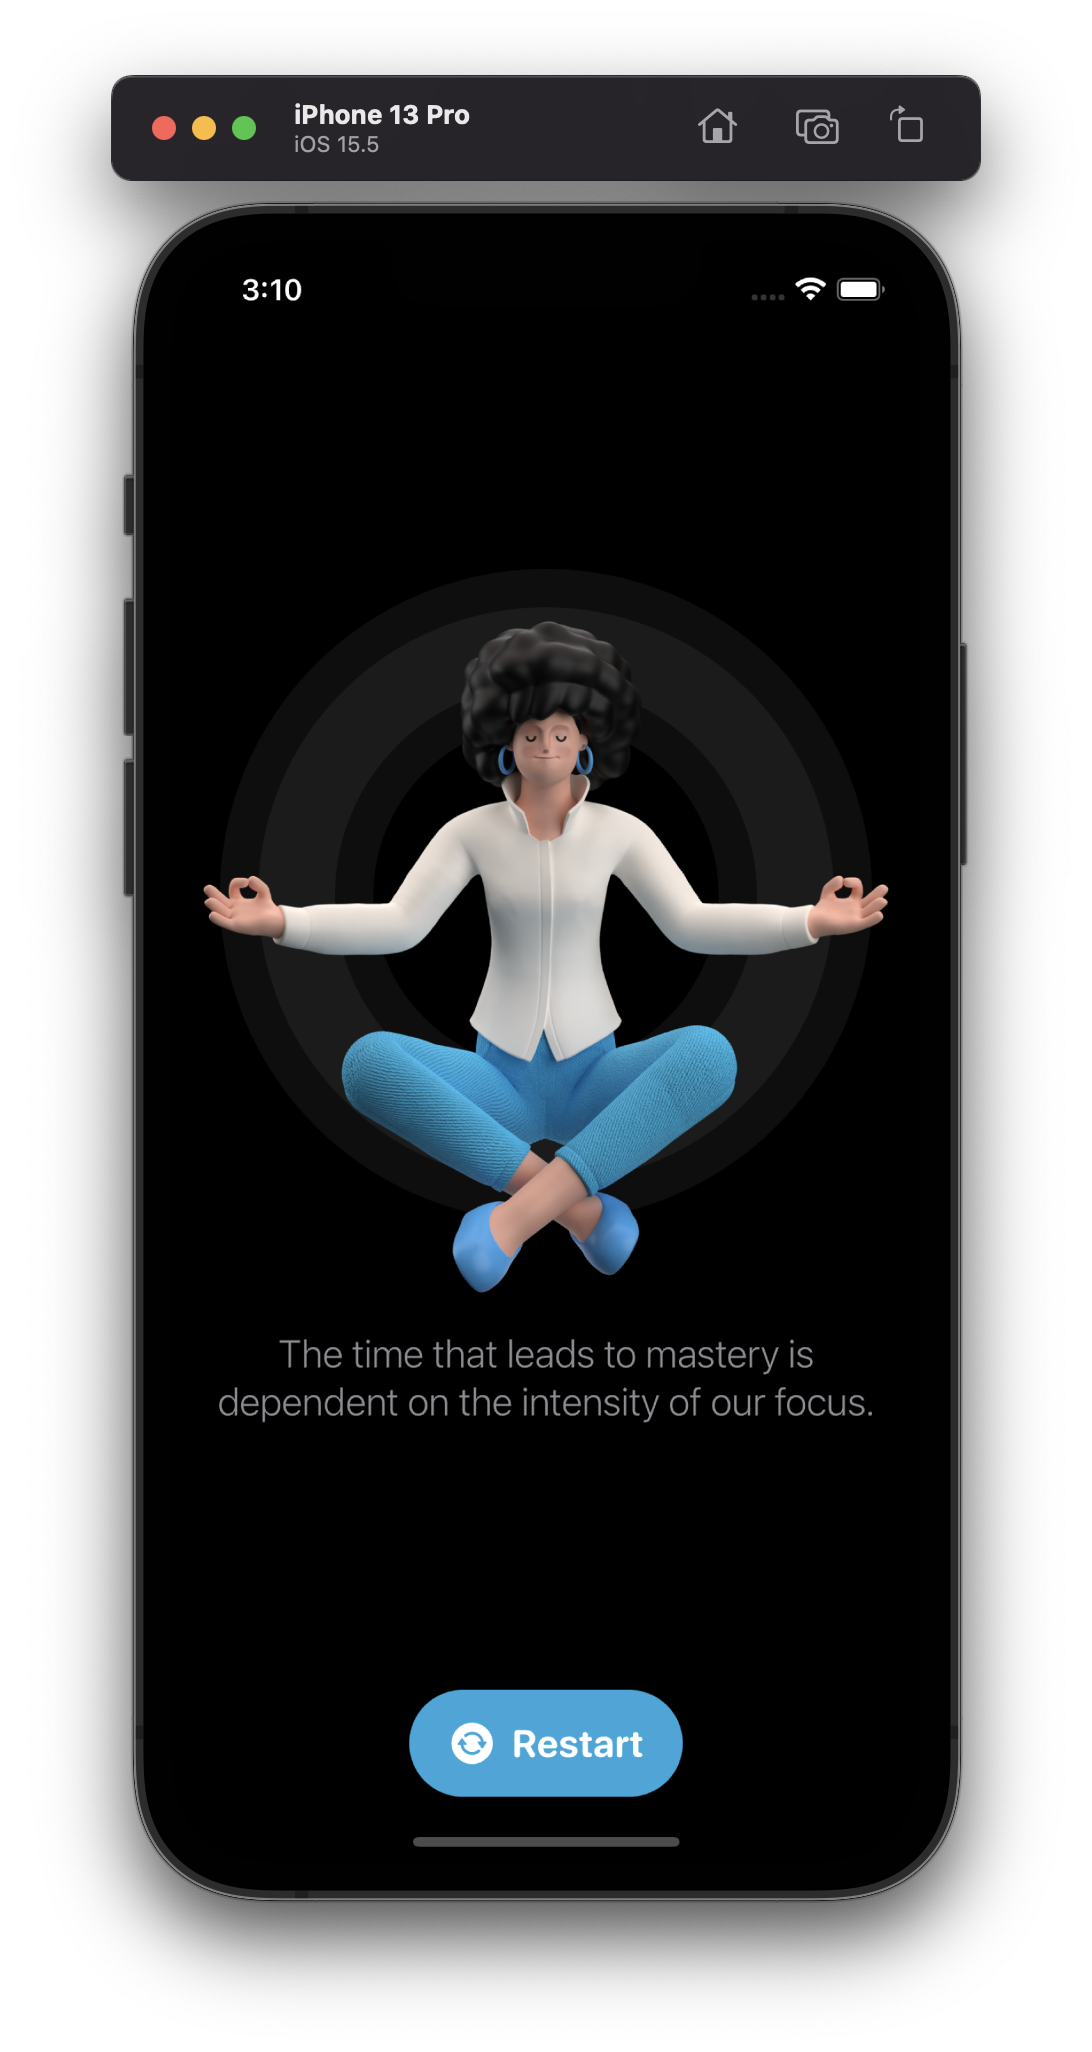 iPhone 13 Pro
iOS 15.5
3:10
The time that leads to mastery is
dependent on the intensity of our focus.
Restart